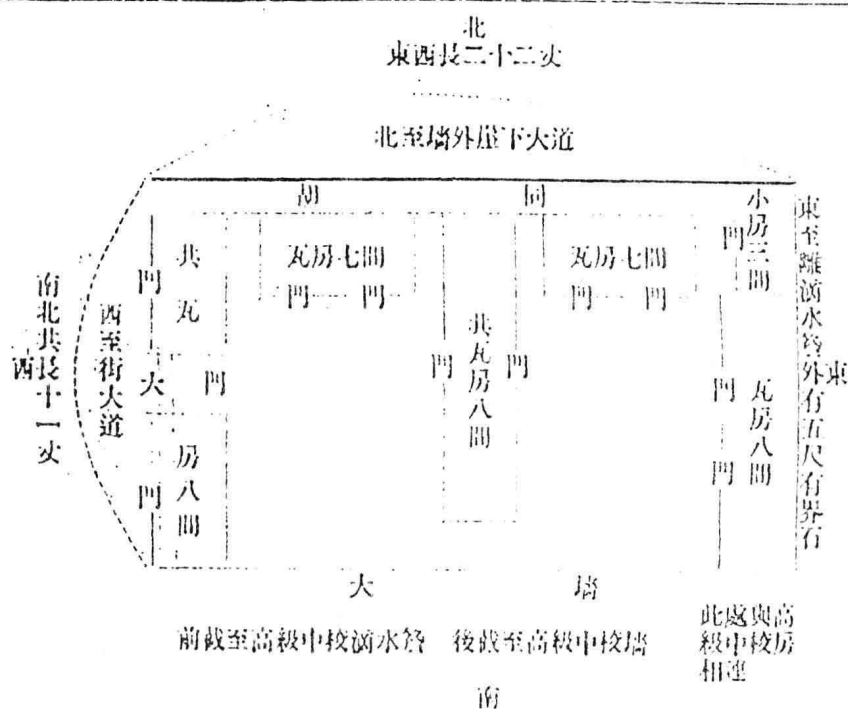 北
東西長二十二丈
北至墻外崖下大道
胡同
小房三間
門
東至離滴水簷外有五尺有界石
東
瓦房七間
門 門
瓦房七間
門 門
共瓦房八間
門
門
門
瓦房八間
門
門
共瓦房八間
門
門
大門
西至街大道
南北共長十一丈
西
大墻
此處與高
級中校房
相連
後截至高級中校墻
前截至高級中校滴水簷
南